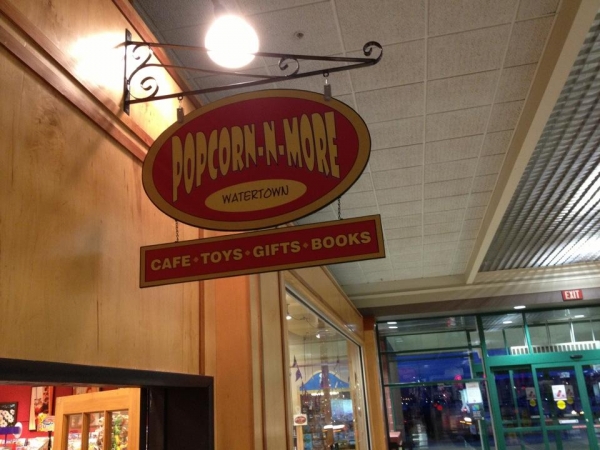 POPCORN-N-MORE
WATERTOWN
CAFE • TOYS • GIFTS • BOOKS
EXIT